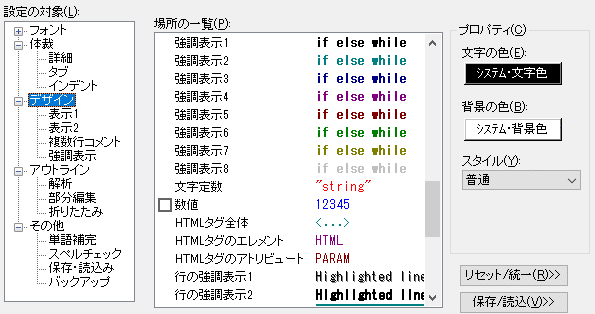 設定の対象(L):
フォント
体裁
詳細
タブ
インデント
デザイン
表示1
表示2
複数行コメント
強調表示
アウトライン
解析
部分編集
折りたたみ
その他
単語補完
スペルチェック
保存・読込み
バックアップ
場所の一覧(P):
強調表示1 if else while
強調表示2 if else while
強調表示3 if else while
強調表示4 if else while
強調表示5 if else while
強調表示6 if else while
強調表示7 if else while
強調表示8 if else while
文字定数 "string"
数値 12345
HTMLタグ全体 <...>
HTMLタグのエレメント HTML
HTMLタグのアトリビュート PARAM
行の強調表示1 Highlighted line
行の強調表示2 Highlighted line
プロパティ(C)
文字の色(E):
システム・文字色
背景の色(B):
システム・背景色
スタイル(Y):
普通
リセット/統一(R)>>
保存/読込(V)>>